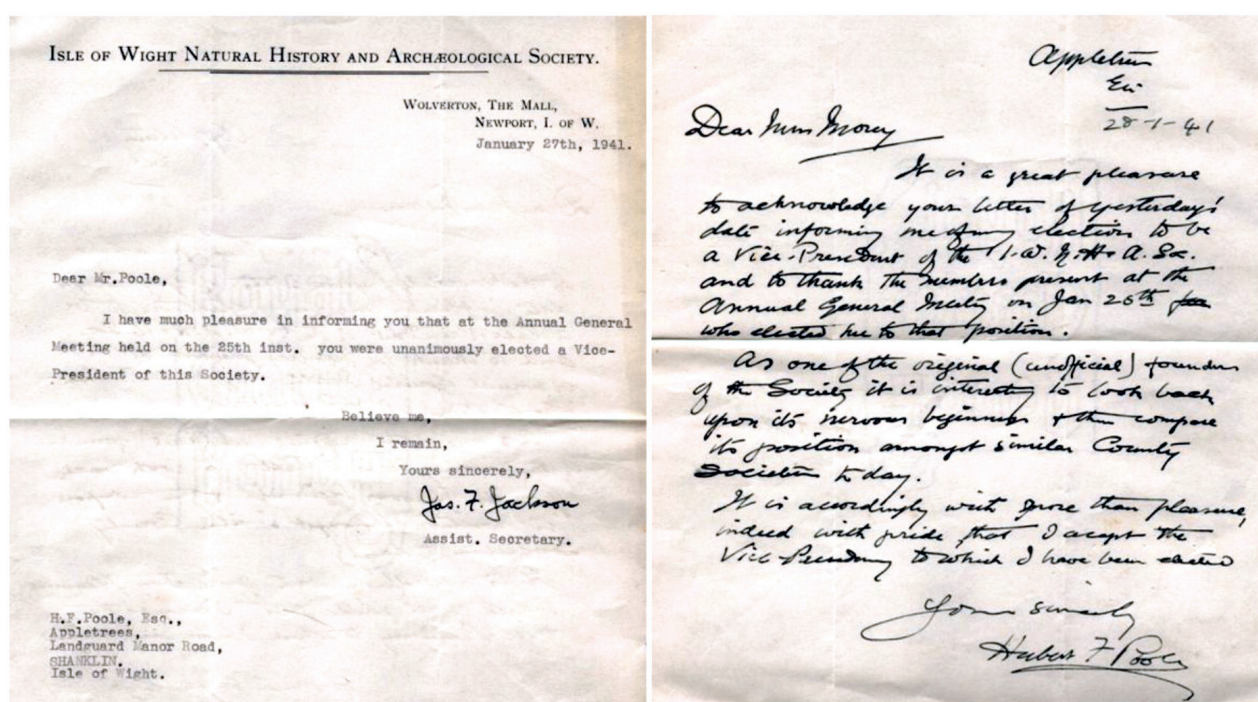 ISLE OF WIGHT NATURAL HISTORY AND ARCHÆOLOGICAL SOCIETY.
WOLVERTON, THE MALL,
NEWPORT, I. OF W.
January 27th, 1941.
Dear Mr.Poole,
I have much pleasure in informing you that at the Annual General
Meeting held on the 25th inst. you were unanimously elected a Vice-
President of this Society.
Believe me,
I remain,
Yours sincerely,
Jas. F. Jackson
Assist. Secretary.
H.F.Poole, Esq.,
Appletrees,
Landguard Manor Road,
SHANKLIN.
Isle of Wight.
Appletrees
28-1-41
Dear Miss Morey
It is a great pleasure
to acknowledge your letter of yesterday's
date informing me of my election to be
a Vice-President of the I.W.N.H. & A. Soc.
and to thank the members present at the
Annual General Meeting on Jan 25th
who elected me to that position.
As one of the original (unofficial) founders
of the Society it is interesting to look back
upon its nervous beginnings & then compare
its position amongst similar County
Societies to day.
It is accordingly with more than pleasure,
indeed with pride, that I accept the
Vice-Presidency to which I have been elected
Yours sincerely
Hubert F Poole